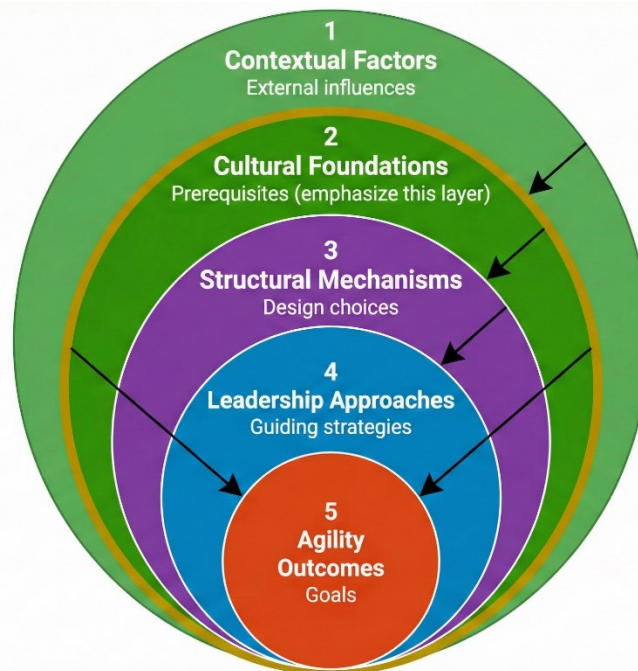 1
Contextual Factors
External influences
2
Cultural Foundations
Prerequisites (emphasize this layer)
3
Structural Mechanisms
Design choices
4
Leadership Approaches
Guiding strategies
5
Agility
Outcomes
Goals